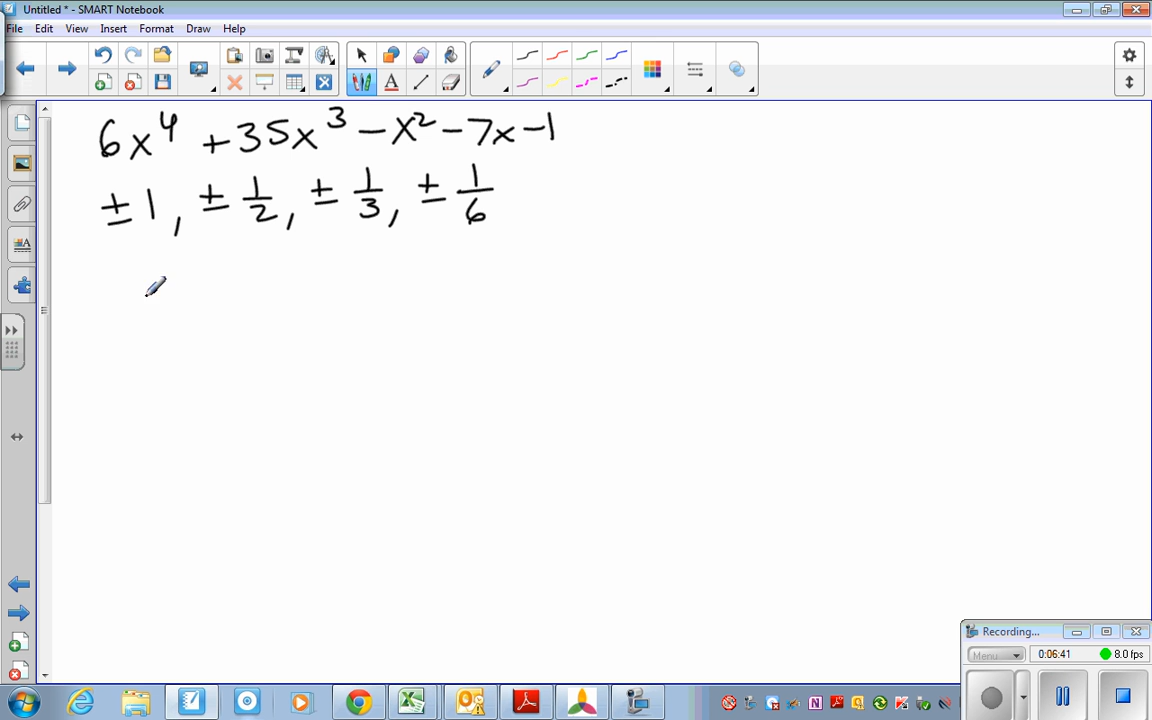 Untitled * - SMART Notebook
File Edit View Insert Format Draw Help
6x⁴ + 35x³ - x² - 7x - 1
± 1, ± 1/2, ± 1/3, ± 1/6
Recording...
Menu 0:06:41 8.0 fps